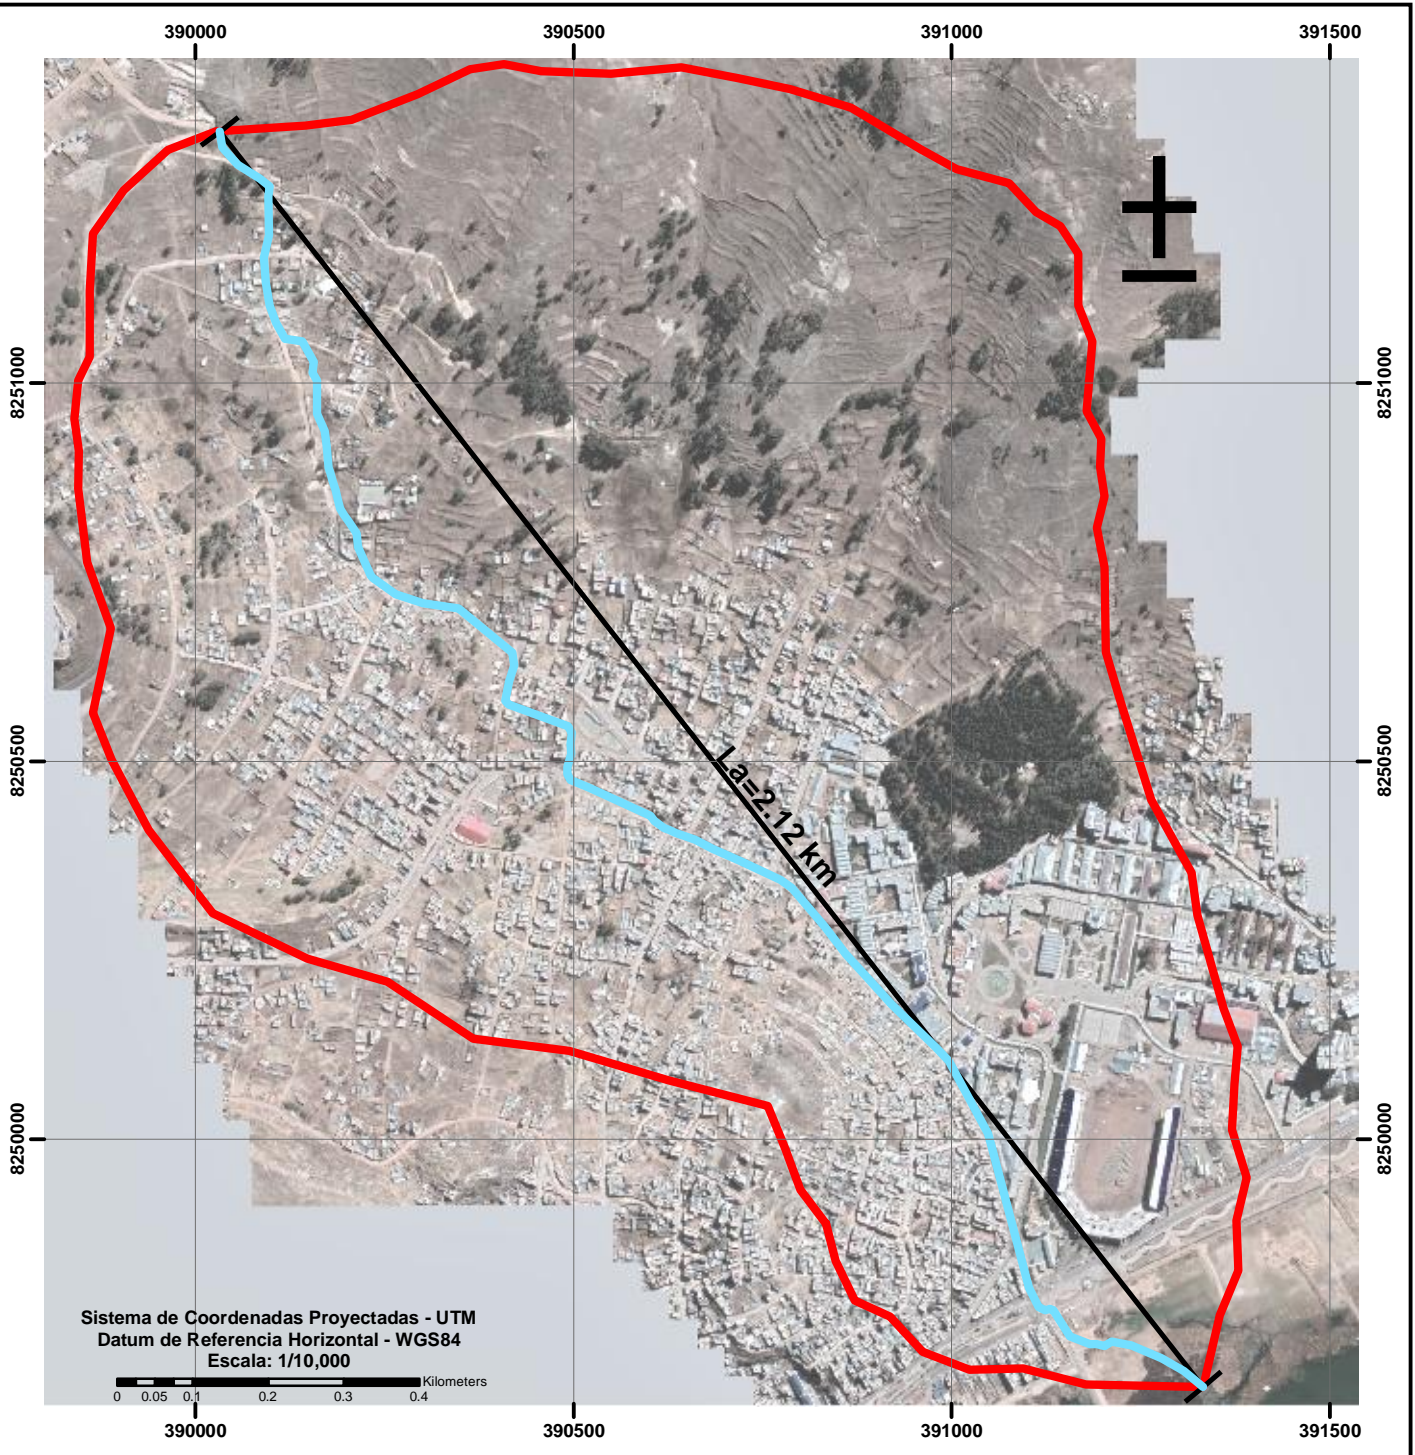 390000 390500 391000 391500
8251000 8251000
La=2.12 km
8250500 8250500
8250000 8250000
Sistema de Coordenadas Proyectadas - UTM
Datum de Referencia Horizontal - WGS84
Escala: 1/10,000
Kilometers
0 0.05 0.1 0.2 0.3 0.4
390000 390500 391000 391500